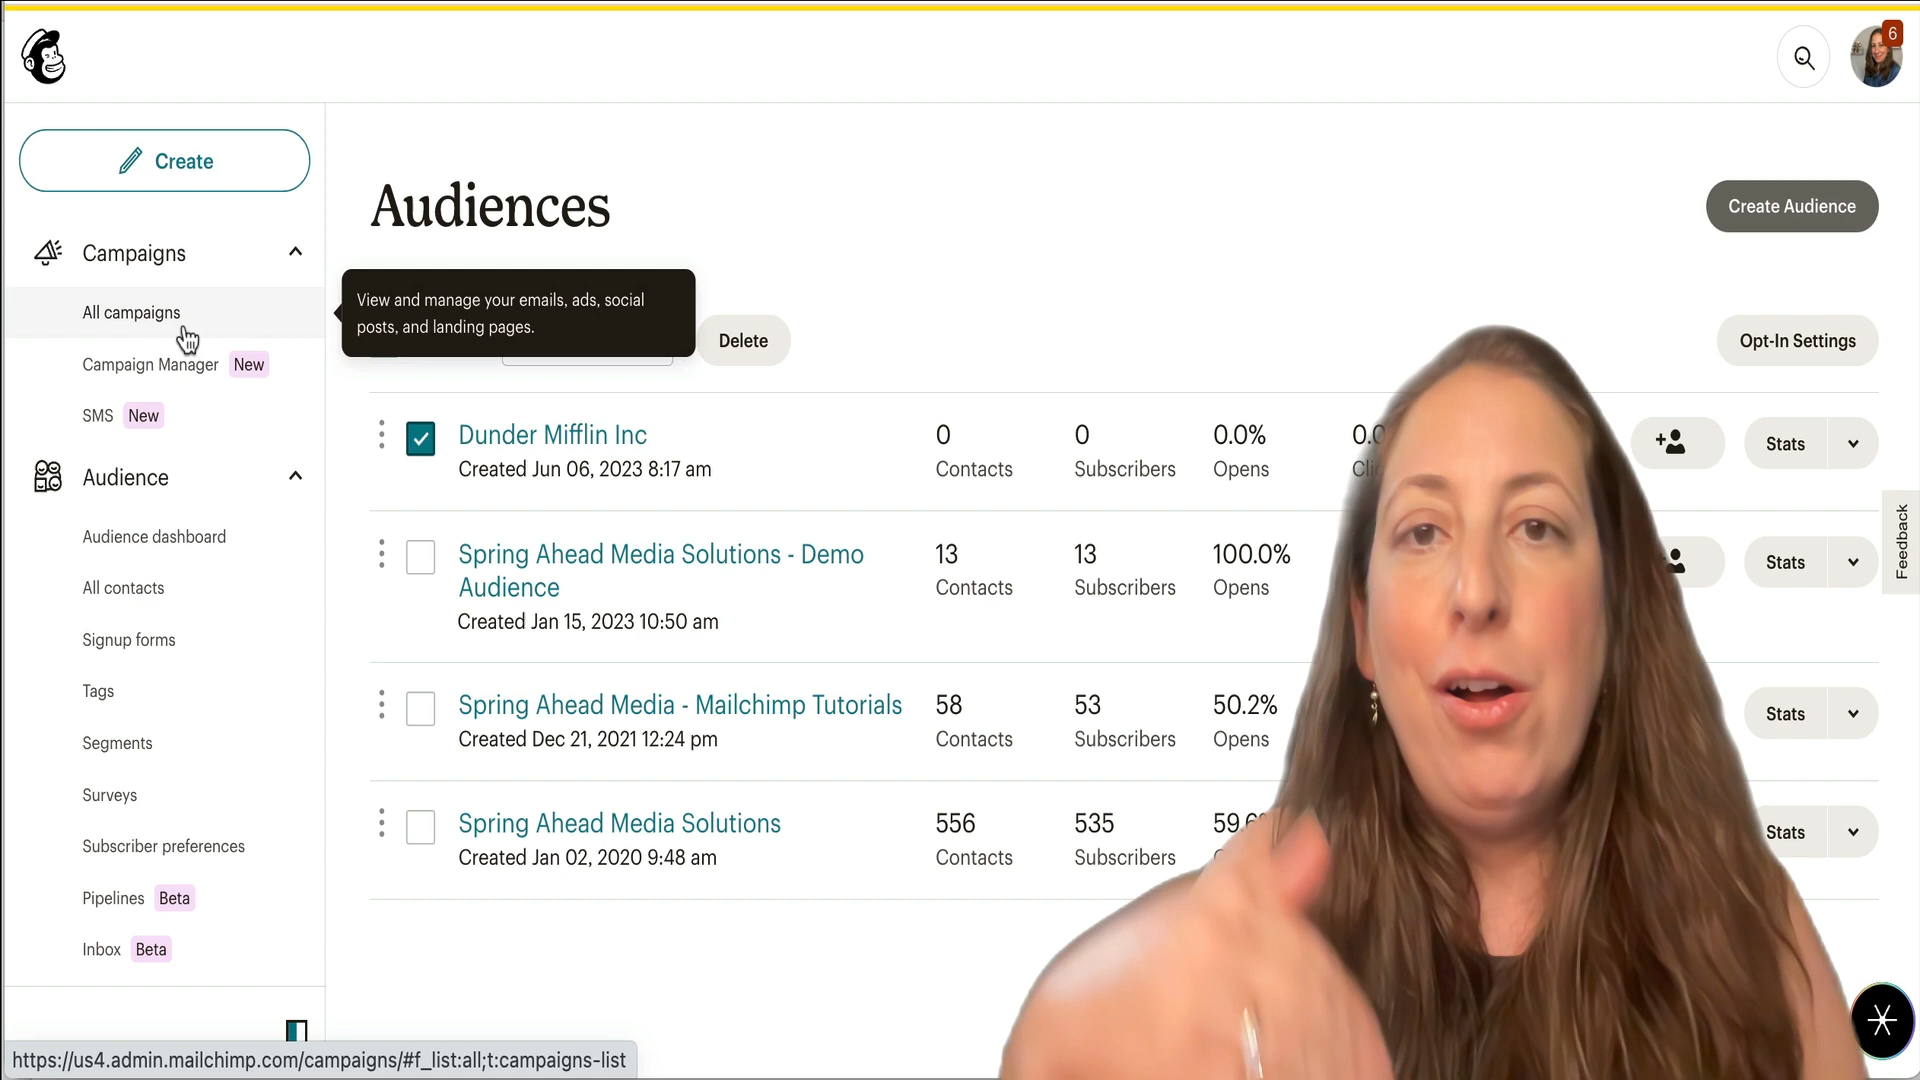 6
Create
Audiences
Create Audience
Campaigns
All campaigns
View and manage your emails, ads, social
posts, and landing pages.
Delete
Opt-In Settings
Campaign Manager New
SMS New
Dunder Mifflin Inc
Created Jun 06, 2023 8:17 am
0
Contacts
0
Subscribers
0.0%
Opens
0.0
Stats
Audience
Audience dashboard
All contacts
Signup forms
Tags
Segments
Surveys
Subscriber preferences
Pipelines Beta
Inbox Beta
Spring Ahead Media Solutions - Demo
Audience
Created Jan 15, 2023 10:50 am
13
Contacts
13
Subscribers
100.0%
Opens
Stats
Feedback
Spring Ahead Media - Mailchimp Tutorials
Created Dec 21, 2021 12:24 pm
58
Contacts
53
Subscribers
50.2%
Opens
Stats
Spring Ahead Media Solutions
Created Jan 02, 2020 9:48 am
556
Contacts
535
Subscribers
Stats
https://us4.admin.mailchimp.com/campaigns/#f_list:all;t:campaigns-list